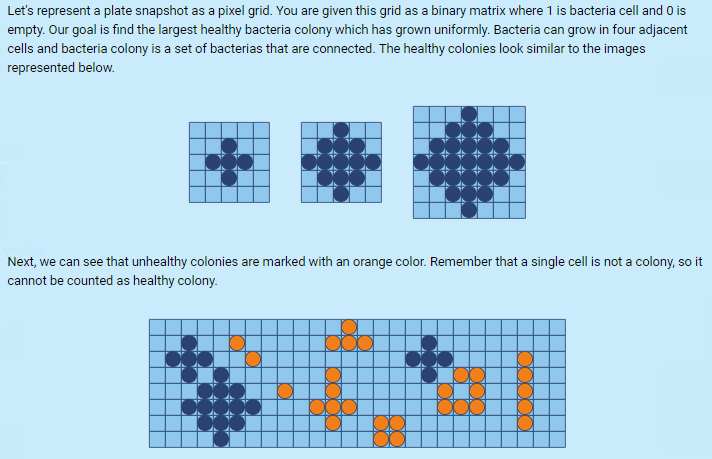 Let's represent a plate snapshot as a pixel grid. You are given this grid as a binary matrix where 1 is bacteria cell and 0 is
empty. Our goal is find the largest healthy bacteria colony which has grown uniformly. Bacteria can grow in four adjacent
cells and bacteria colony is a set of bacterias that are connected. The healthy colonies look similar to the images
represented below.
Next, we can see that unhealthy colonies are marked with an orange color. Remember that a single cell is not a colony, so it
cannot be counted as healthy colony.